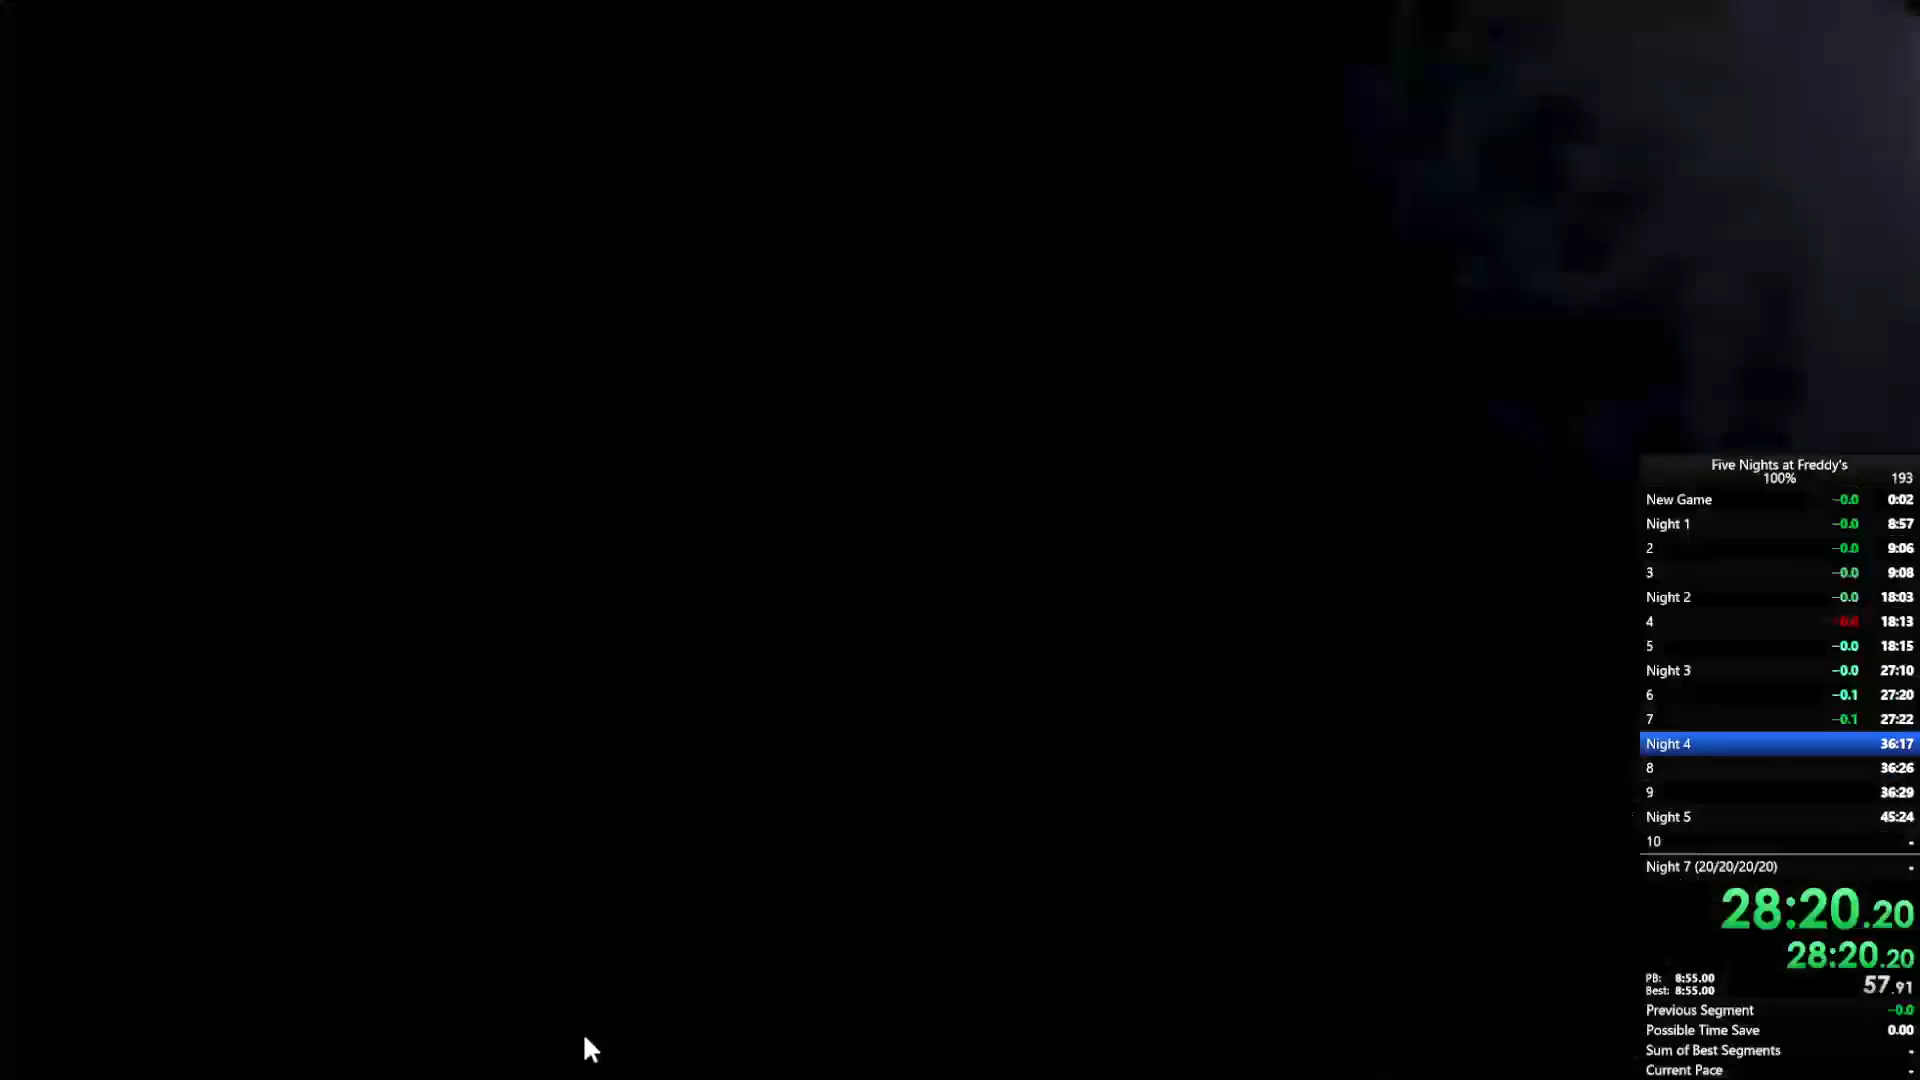 Five Nights at Freddy's
100% 193
New Game −0.0 0:02
Night 1 −0.0 8:57
2 −0.0 9:06
3 −0.0 9:08
Night 2 −0.0 18:03
4 -0.0 18:13
5 −0.0 18:15
Night 3 −0.0 27:10
6 −0.1 27:20
7 −0.1 27:22
Night 4 36:17
8 36:26
9 36:29
Night 5 45:24
10 -
Night 7 (20/20/20/20) -
28:20.20
28:20.20
PB: 8:55.00 57.91
Best: 8:55.00
Previous Segment −0.0
Possible Time Save 0.00
Sum of Best Segments -
Current Pace -